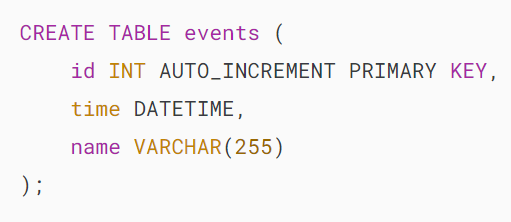 CREATE TABLE events (
    id INT AUTO_INCREMENT PRIMARY KEY,
    time DATETIME,
    name VARCHAR(255)
);